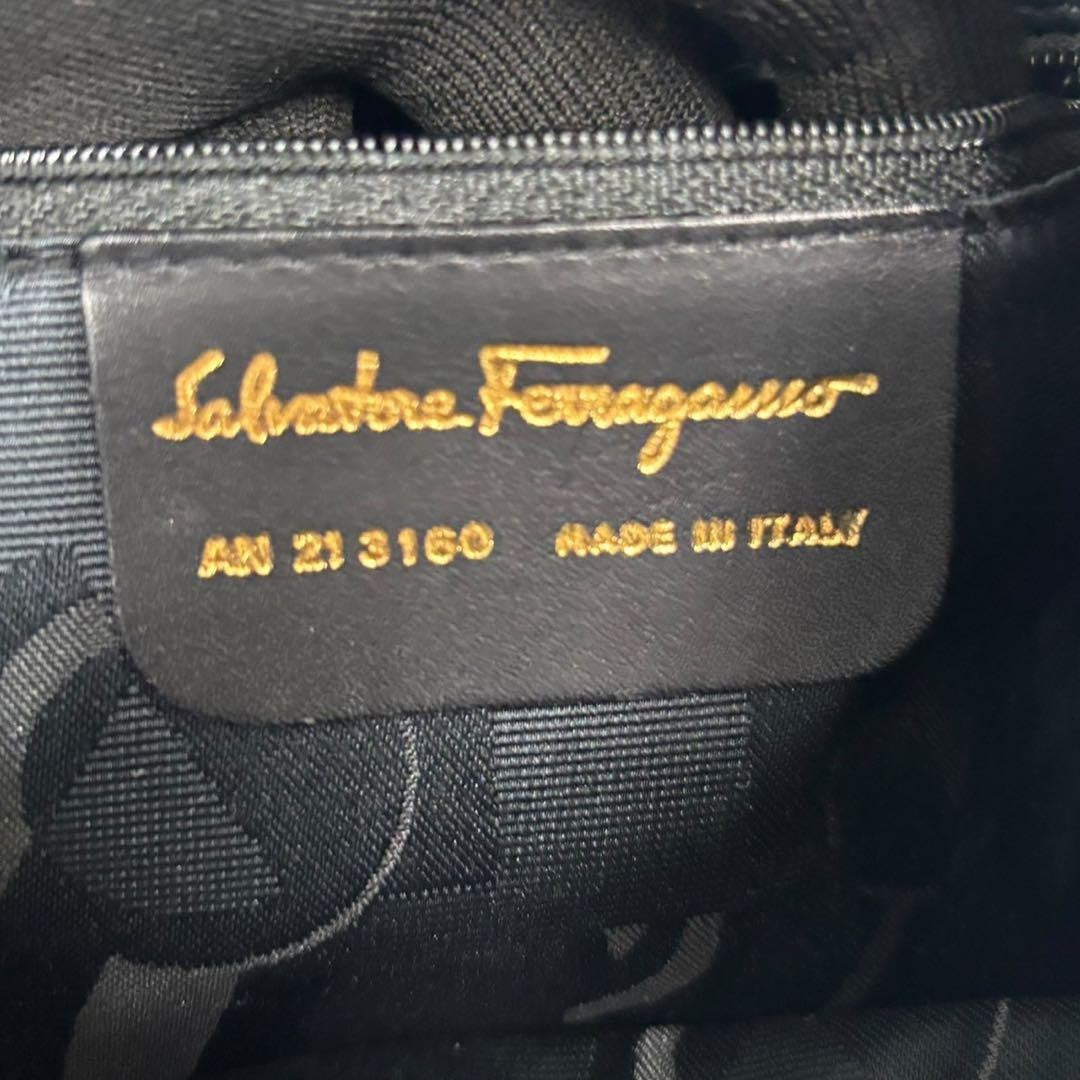 Salvatore Ferragamo
AN 21 3160 MADE IN ITALY